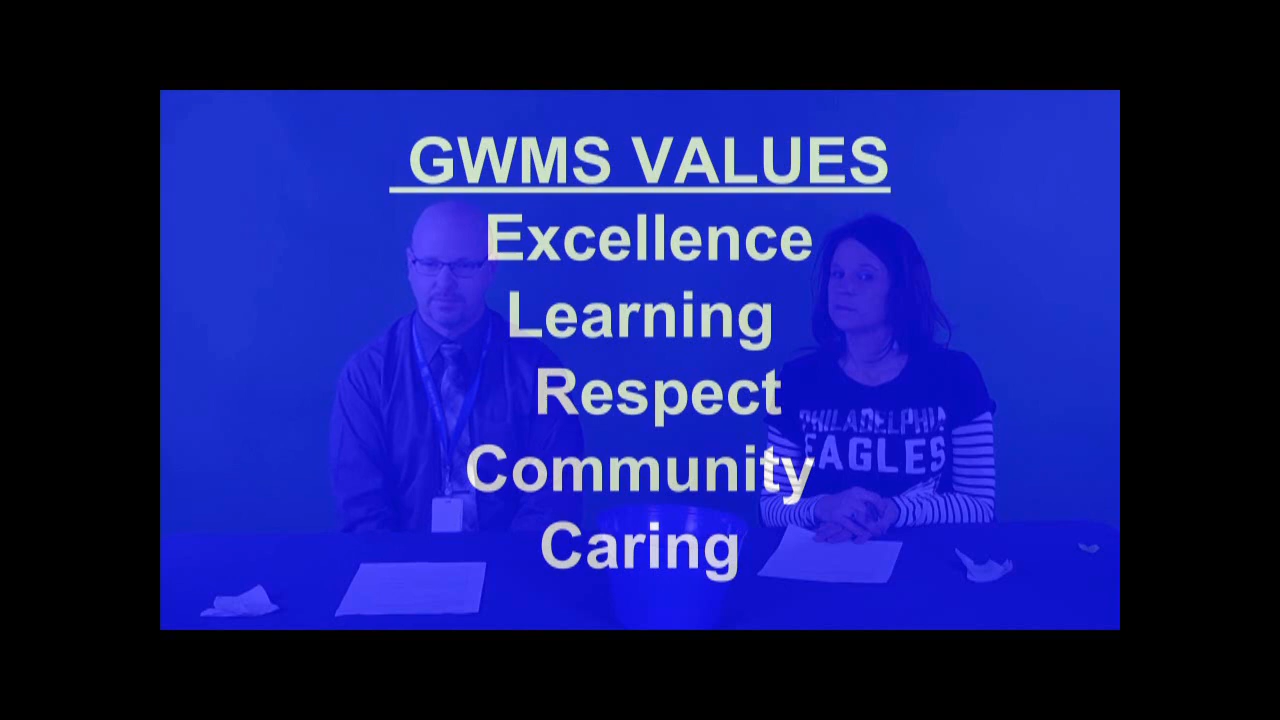 GWMS VALUES
Excellence
Learning
Respect
Community
Caring
PHILADELPHIA
EAGLES